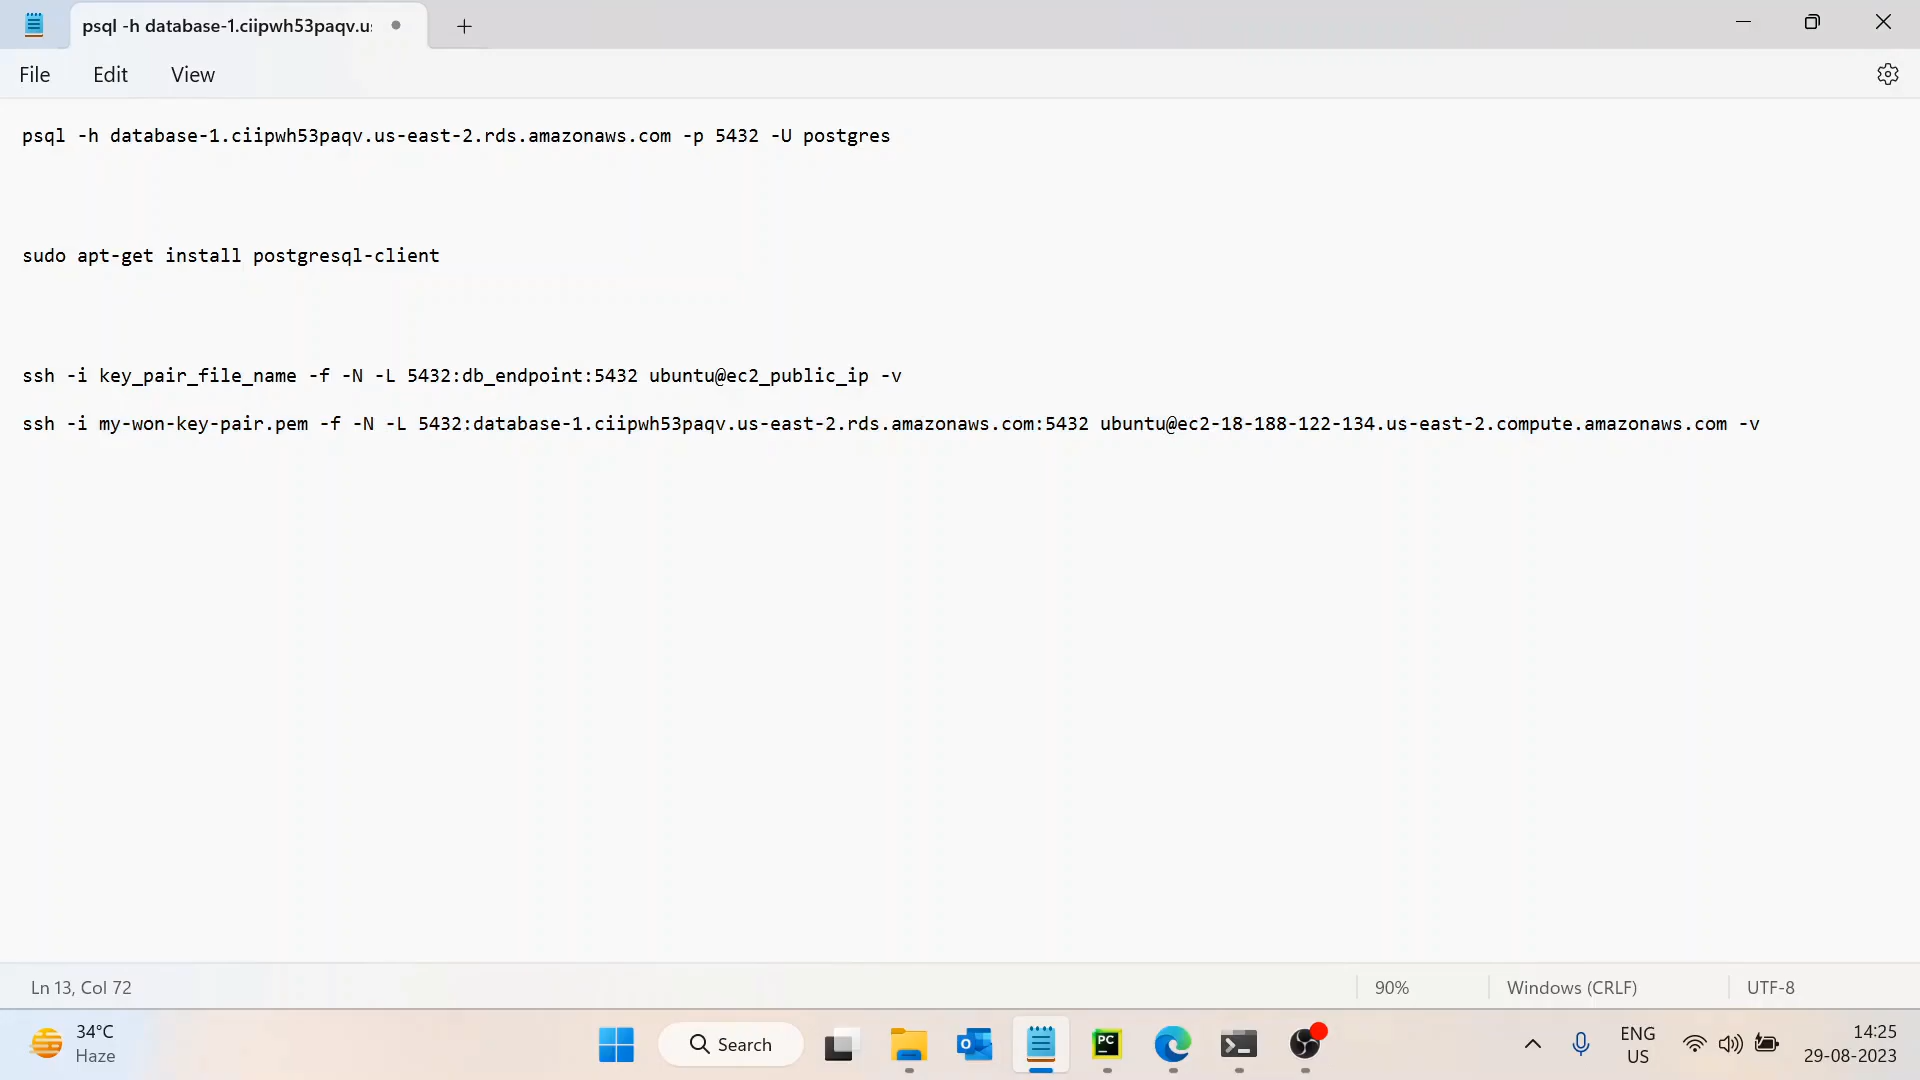 psql -h database-1.ciipwh53paqv.u
File Edit View
psql -h database-1.ciipwh53paqv.us-east-2.rds.amazonaws.com -p 5432 -U postgres
sudo apt-get install postgresql-client
ssh -i key_pair_file_name -f -N -L 5432:db_endpoint:5432 ubuntu@ec2_public_ip -v
ssh -i my-won-key-pair.pem -f -N -L 5432:database-1.ciipwh53paqv.us-east-2.rds.amazonaws.com:5432 ubuntu@ec2-18-188-122-134.us-east-2.compute.amazonaws.com -v
Ln 13, Col 72 90% Windows (CRLF) UTF-8
34°C
Haze
Search
PC
ENG
US
14:25
29-08-2023